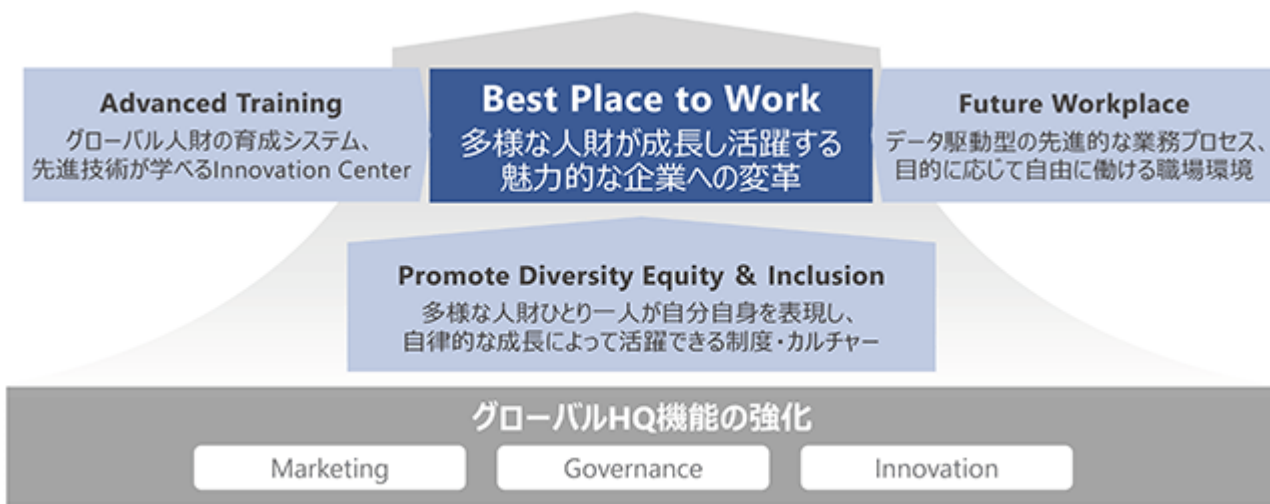 Advanced Training
グローバル人財の育成システム、
先進技術が学べるInnovation Center
Best Place to Work
多様な人財が成長し活躍する
魅力的な企業への変革
Future Workplace
データ駆動型の先進的な業務プロセス、
目的に応じて自由に働ける職場環境
Promote Diversity Equity & Inclusion
多様な人財ひとり一人が自分自身を表現し、
自律的な成長によって活躍できる制度・カルチャー
グローバルHQ機能の強化
Marketing
Governance
Innovation